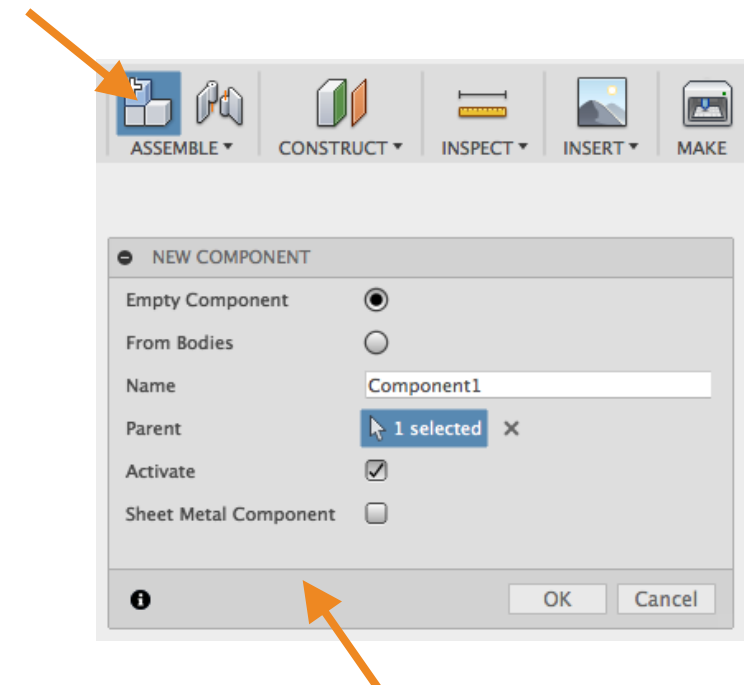 ASSEMBLE CONSTRUCT INSPECT INSERT MAKE
NEW COMPONENT
Empty Component
From Bodies
Name Component1
Parent 1 selected
Activate
Sheet Metal Component
OK Cancel